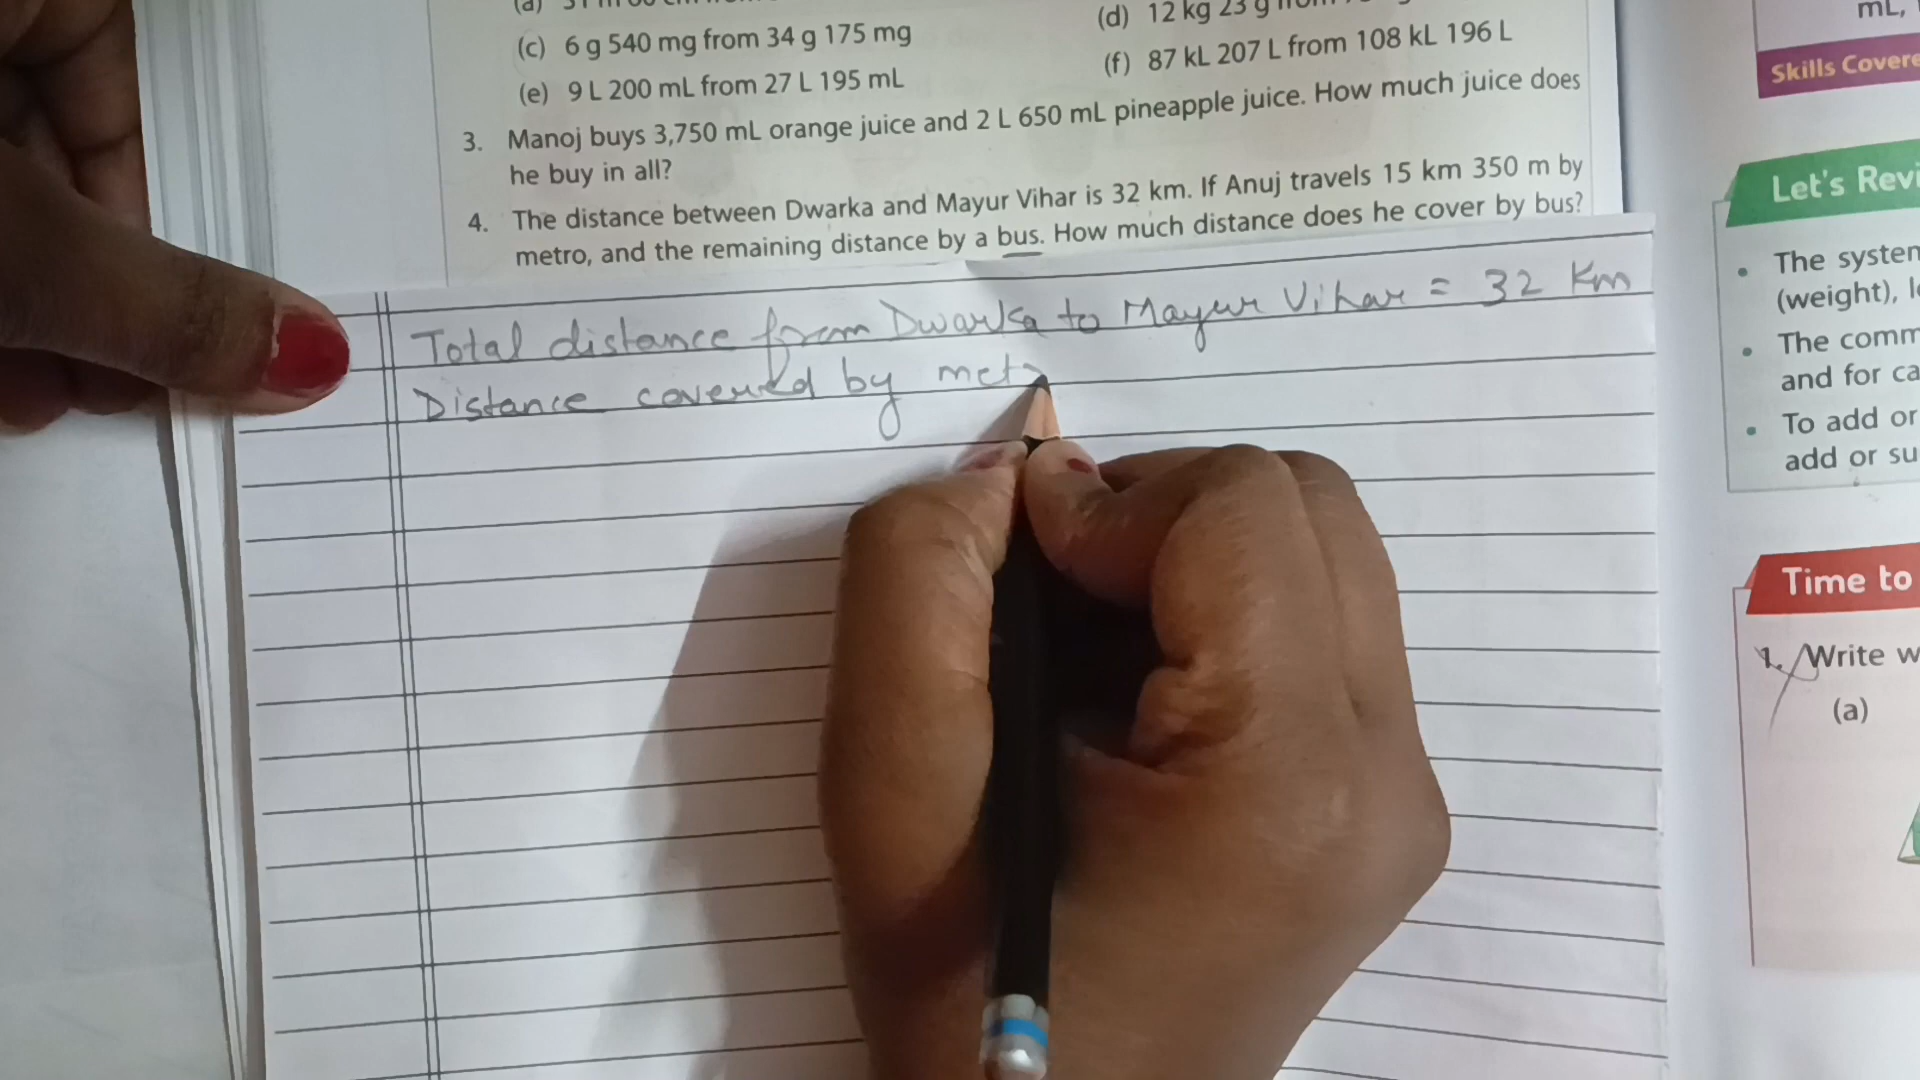 (c) 6 g 540 mg from 34 g 175 mg
(d) 12 kg 23 g
(e) 9 L 200 mL from 27 L 195 mL
(f) 87 kL 207 L from 108 kL 196 L
3. Manoj buys 3,750 mL orange juice and 2 L 650 mL pineapple juice. How much juice does
he buy in all?
4. The distance between Dwarka and Mayur Vihar is 32 km. If Anuj travels 15 km 350 m by
metro, and the remaining distance by a bus. How much distance does he cover by bus?
Total distance from Dwarka to Mayur Vihar = 32 Km
Distance covered by met
mL,
Skills Covere
Let's Revi
• The system
(weight), l
• The comm
and for ca
• To add or
add or su
Time to
1. Write w
(a)